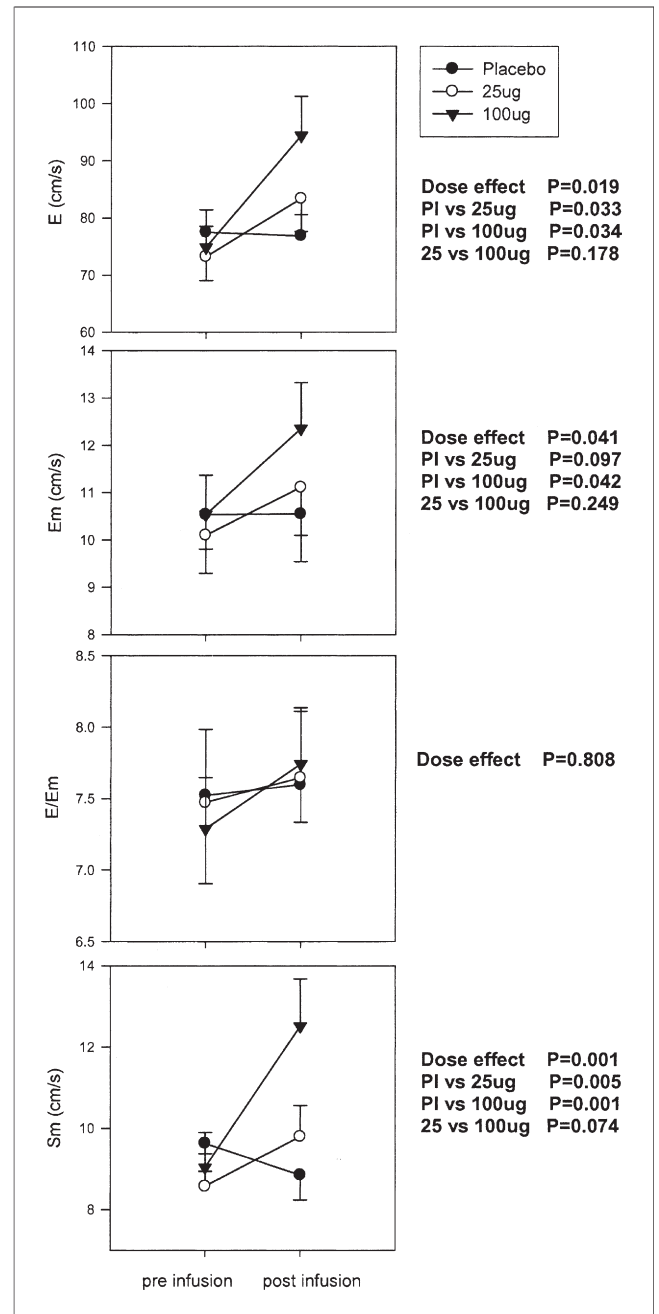 110
100
90
80
70
60
E (cm/s)
Placebo
25ug
100ug
Dose effect P=0.019
Pl vs 25ug P=0.033
Pl vs 100ug P=0.034
25 vs 100ug P=0.178
14
13
12
11
10
9
8
Em (cm/s)
Dose effect P=0.041
Pl vs 25ug P=0.097
Pl vs 100ug P=0.042
25 vs 100ug P=0.249
8.5
8.0
7.5
7.0
6.5
E/Em
Dose effect P=0.808
14
12
10
8
Sm (cm/s)
Dose effect P=0.001
Pl vs 25ug P=0.005
Pl vs 100ug P=0.001
25 vs 100ug P=0.074
pre infusion post infusion